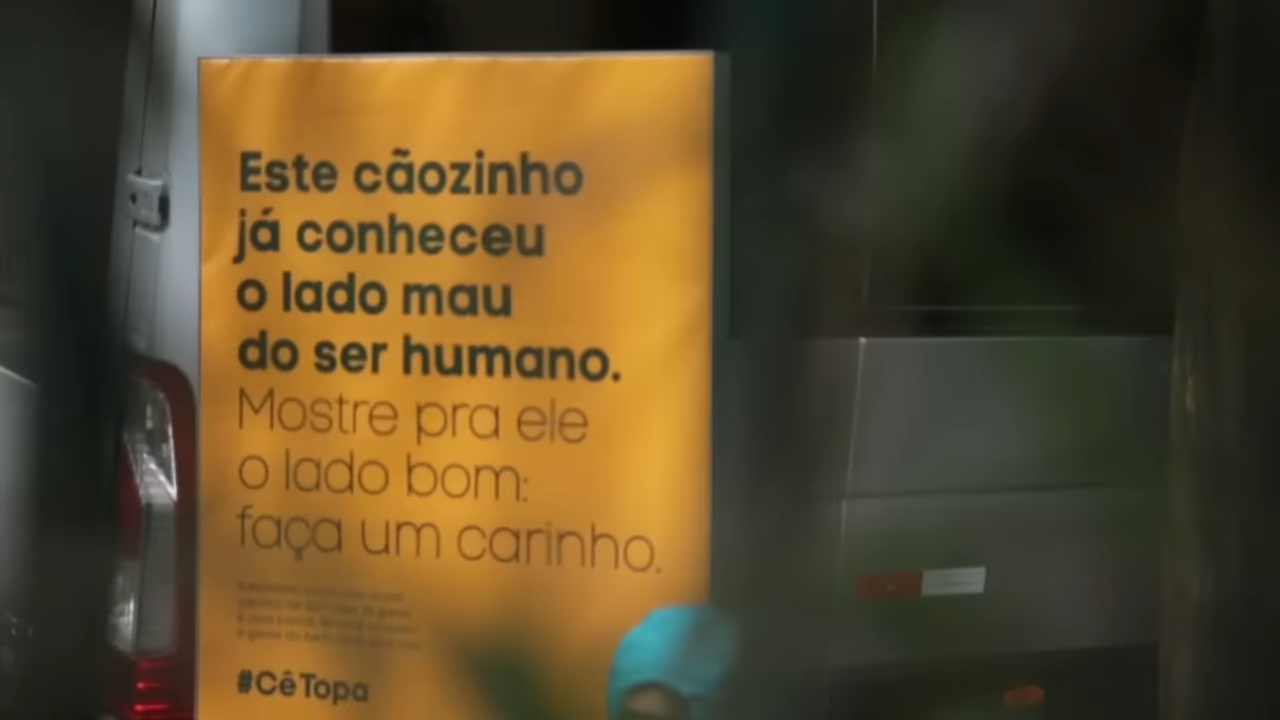 Este cãozinho
já conheceu
o lado mau
do ser humano.
Mostre pra ele
o lado bom:
faça um carinho.
#CêTopa